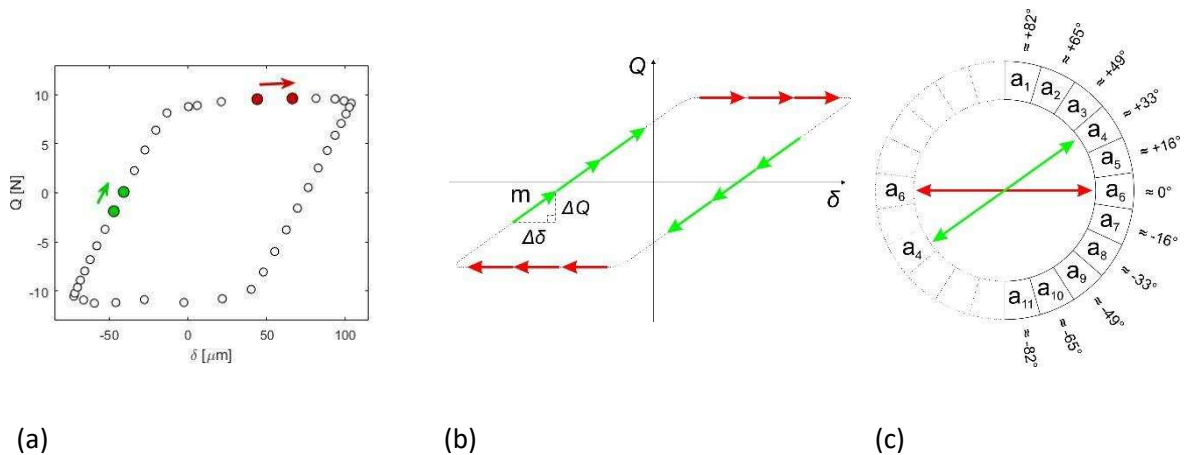 Q [N]
10
5
0
-5
-10
-50
0
50
100
δ [μm]
Q
m
ΔQ
Δδ
δ
≈ +82°
≈ +65°
≈ +49°
≈ +33°
≈ +16°
≈ 0°
≈ -16°
≈ -33°
≈ -49°
≈ -65°
≈ -82°
a₁
a₂
a₃
a₄
a₅
a₆
a₆
a₇
a₄
a₈
a₉
a₁₀
a₁₁
(a)
(b)
(c)